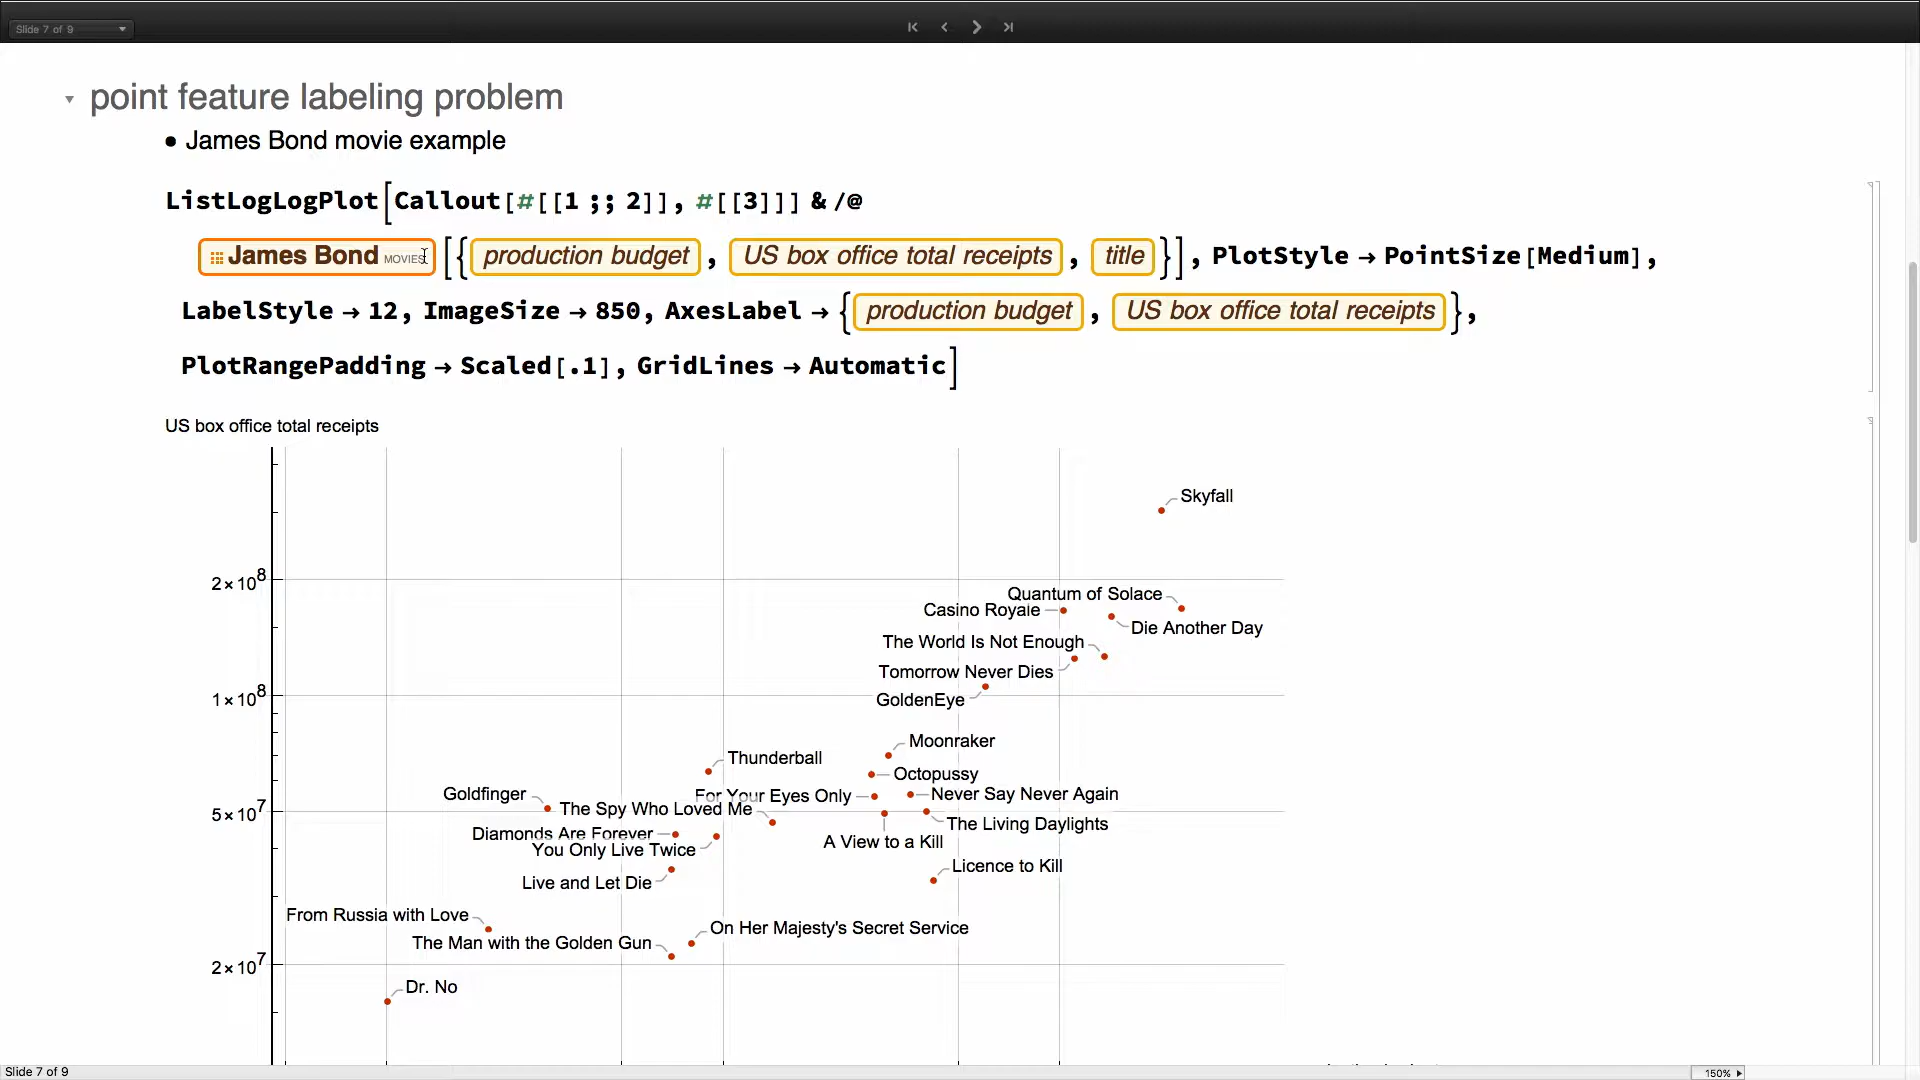 Slide 7 of 9
point feature labeling problem
● James Bond movie example
ListLogLogPlot[Callout[#[[1 ;; 2]], #[[3]]] & /@
James Bond MOVIES [{production budget, US box office total receipts, title}], PlotStyle → PointSize[Medium],
LabelStyle → 12, ImageSize → 850, AxesLabel → {production budget, US box office total receipts},
PlotRangePadding → Scaled[.1], GridLines → Automatic]
US box office total receipts
Skyfall
2×10^8
Quantum of Solace
Casino Royale
Die Another Day
The World Is Not Enough
Tomorrow Never Dies
1×10^8
GoldenEye
Moonraker
Thunderball
Octopussy
Goldfinger
For Your Eyes Only
Never Say Never Again
The Spy Who Loved Me
5×10^7
The Living Daylights
Diamonds Are Forever
A View to a Kill
You Only Live Twice
Licence to Kill
Live and Let Die
From Russia with Love
On Her Majesty's Secret Service
The Man with the Golden Gun
2×10^7
Dr. No
Slide 7 of 9
150%